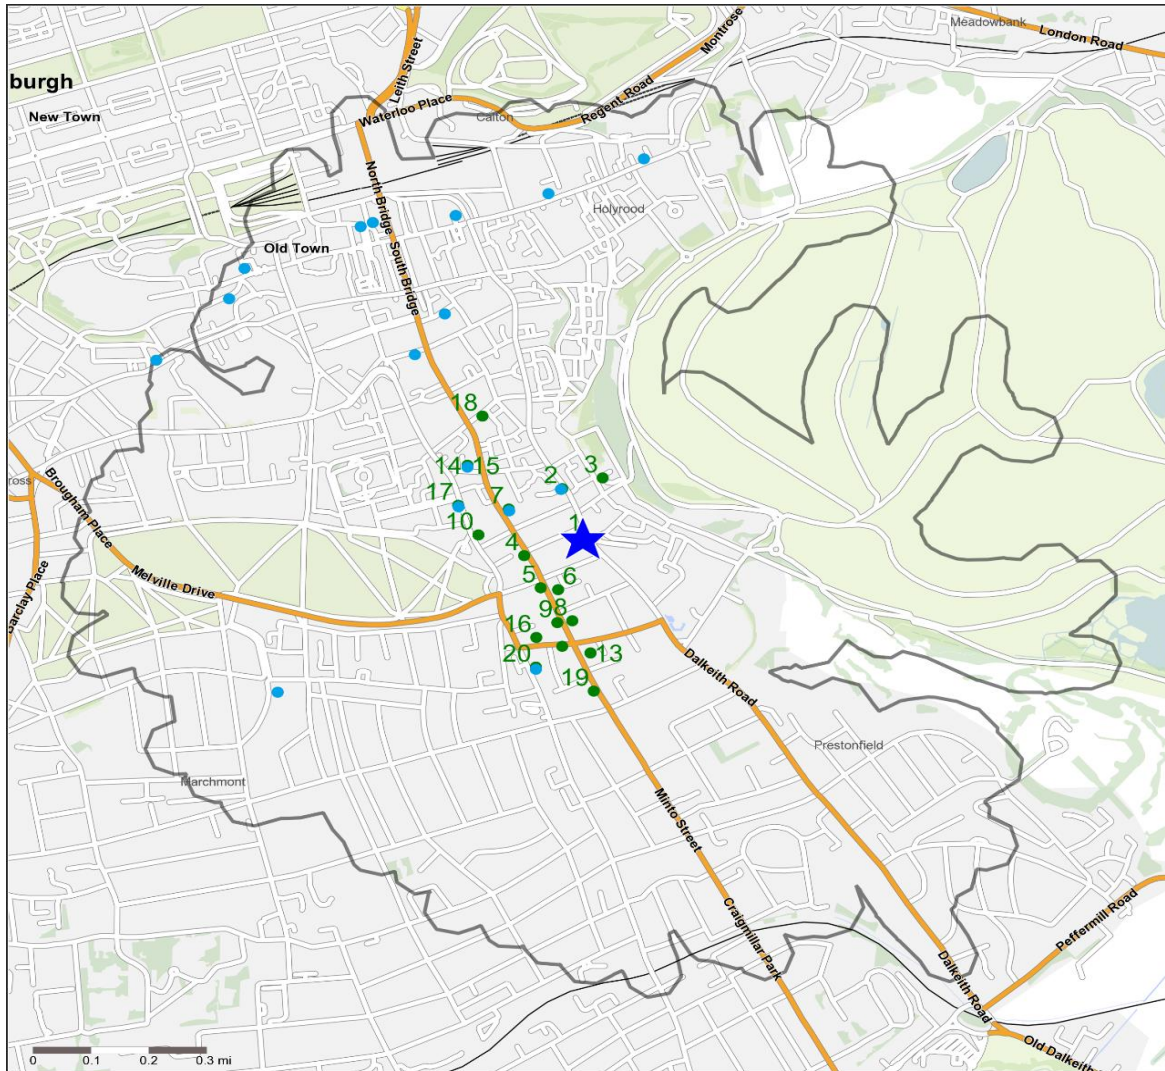 Meadowbank
London Road
Montrose
Leith Street
burgh
New Town
Waterloo Place
Calton
Regent Road
North Bridge
Holyrood
Old Town
South Bridge
18
14
15
3
2
17
7
1
10
4
ross
Brougham Place
5
6
Melville Drive
98
Barclay Place
16
20
13
19
Dalkeith Road
Prestonfield
Marchmont
Minto Street
Craigmillar Park
Peffermill Road
Dalkeith Road
Old Dalkeith
0 0.1 0.2 0.3 mi